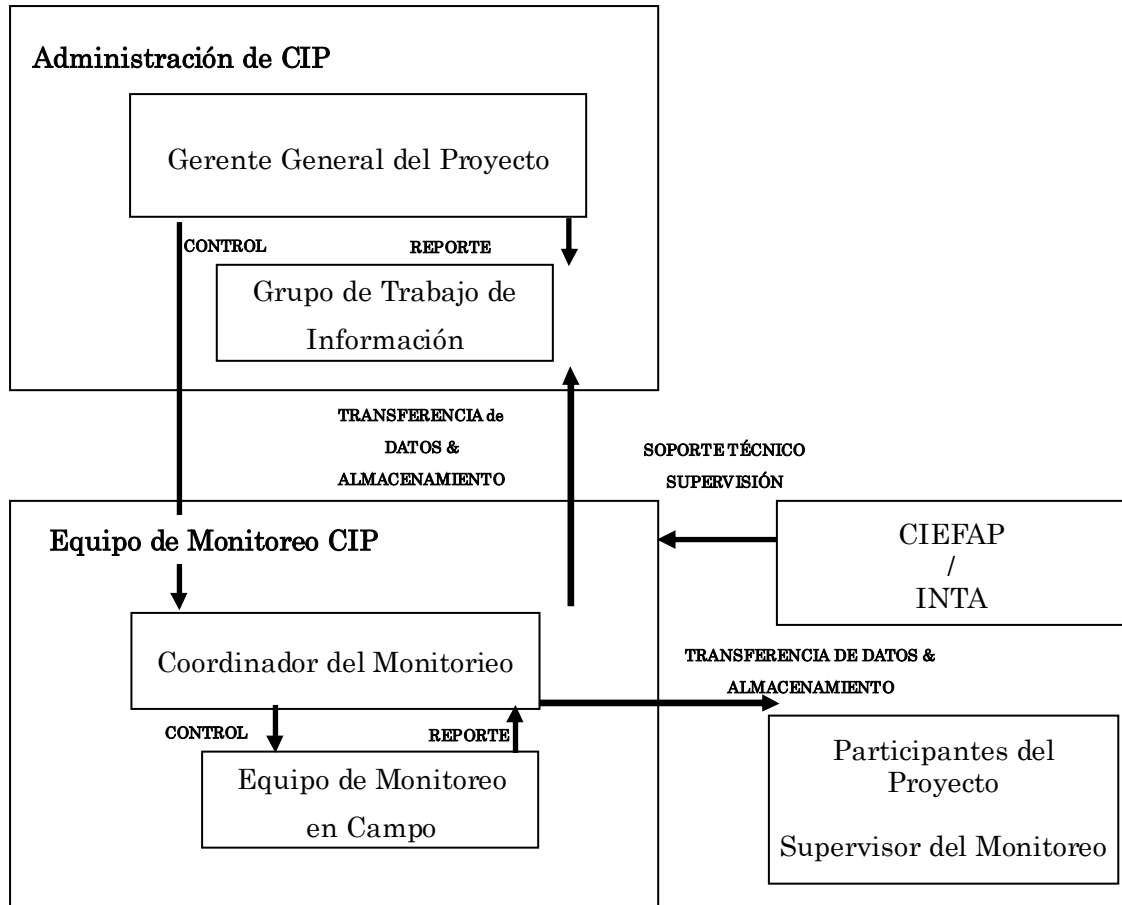 Administración de CIP
Gerente General del Proyecto
CONTROL
REPORTE
Grupo de Trabajo de
Información
TRANSFERENCIA de
DATOS &
ALMACENAMIENTO
SOPORTE TÉCNICO
SUPERVISIÓN
Equipo de Monitoreo CIP
CIEFAP
/
INTA
Coordinador del Monitorieo
TRANSFERENCIA DE DATOS &
ALMACENAMIENTO
CONTROL
REPORTE
Equipo de Monitoreo
en Campo
Participantes del
Proyecto
Supervisor del Monitoreo